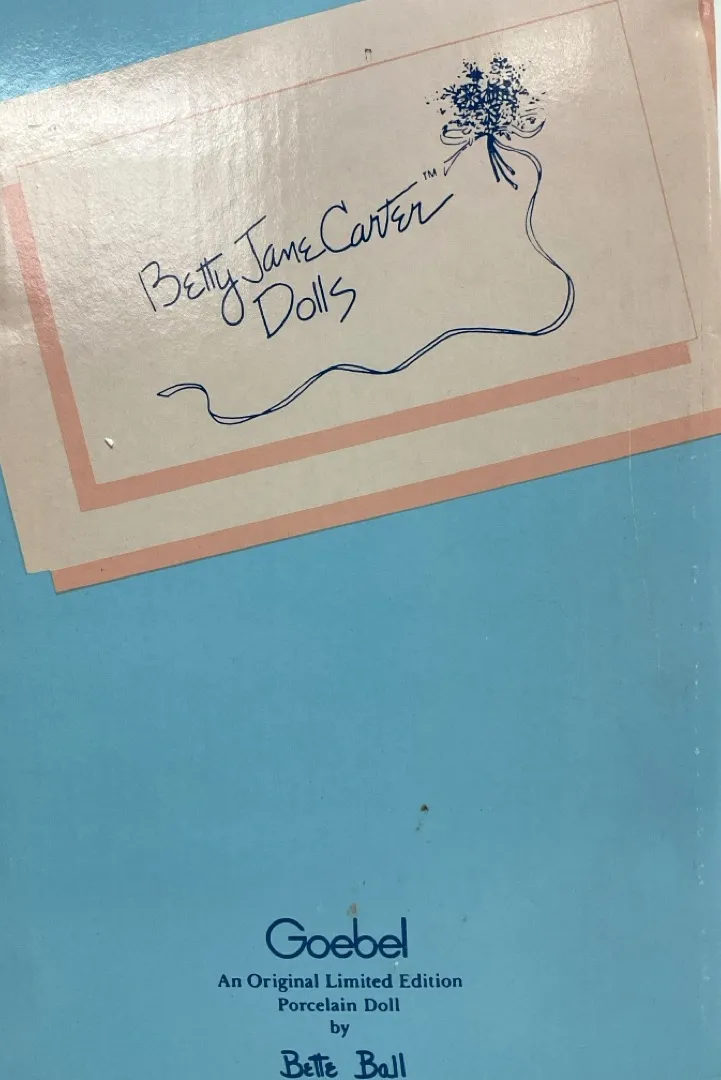 Betty Jane Carter™
Dolls
Goebel
An Original Limited Edition
Porcelain Doll
by
Bette Ball